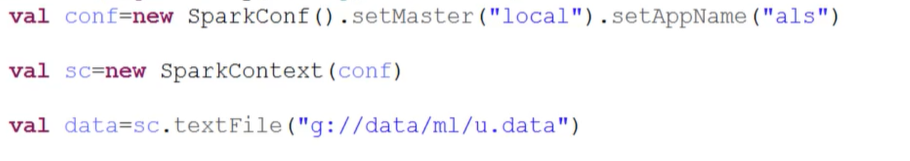 val conf=new SparkConf().setMaster("local").setAppName("als")
val sc=new SparkContext(conf)
val data=sc.textFile("g://data/ml/u.data")